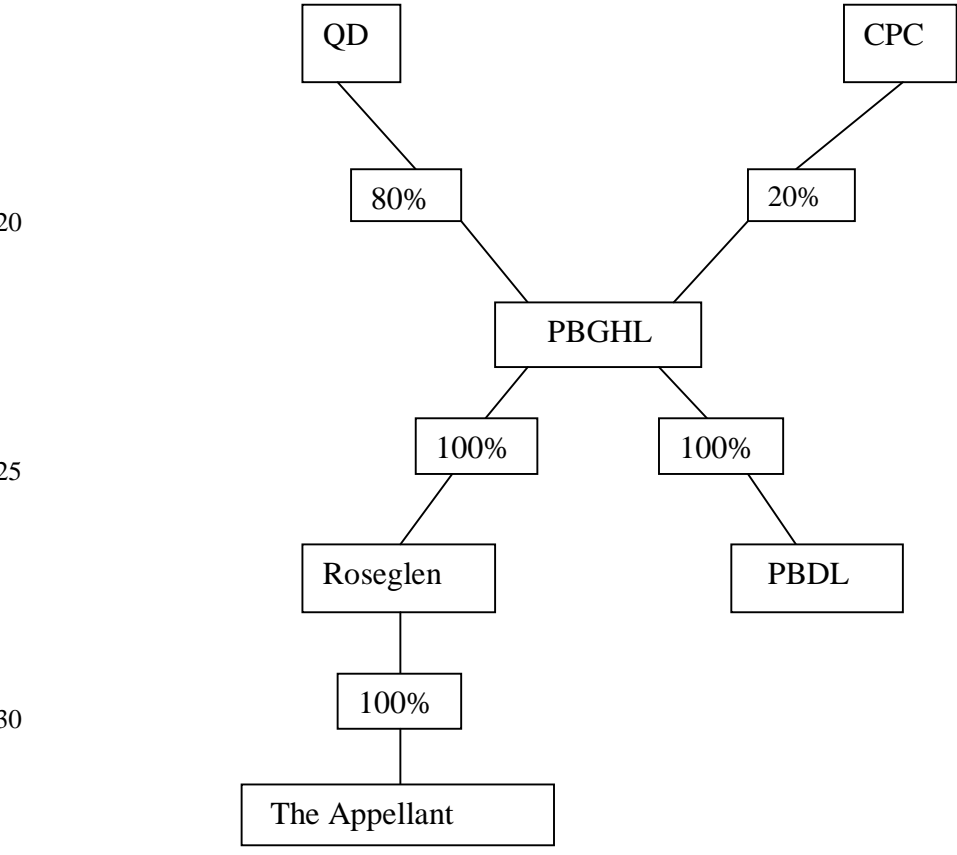 QD
CPC
80%
20%
20
PBGHL
100%
100%
25
Roseglen
PBDL
100%
30
The Appellant